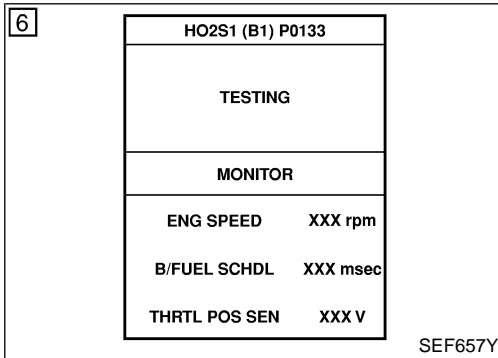 6
HO2S1 (B1) P0133
TESTING
MONITOR
ENG SPEED XXX rpm
B/FUEL SCHDL XXX msec
THRTL POS SEN XXX V
SEF657Y